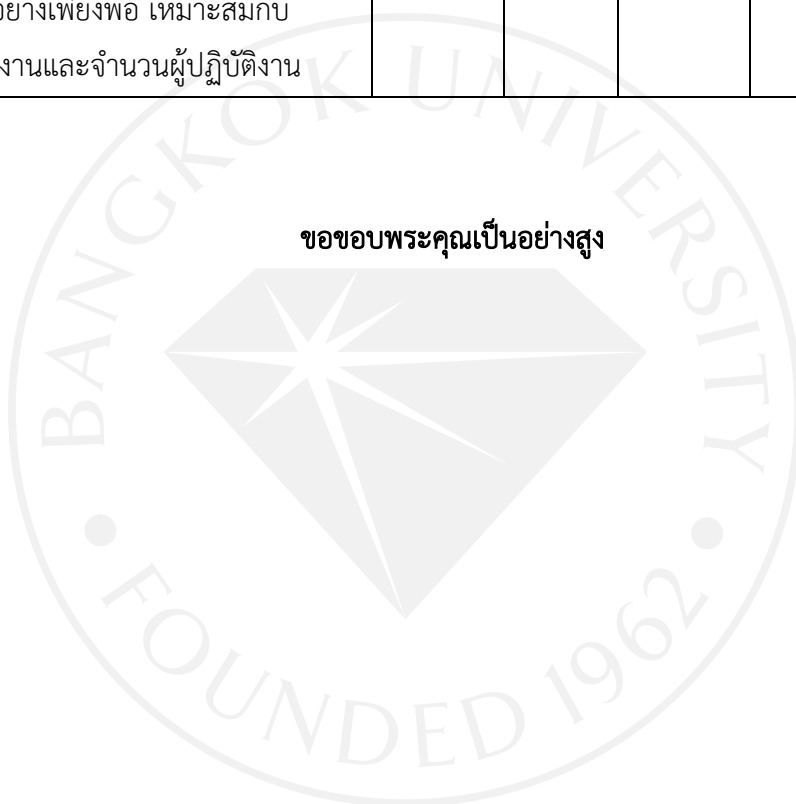 อย่างเพียงพอ เหมาะสมกับ
งานและจำนวนผู้ปฏิบัติงาน
ขอขอบพระคุณเป็นอย่างสูง
BANGKOK UNIVERSITY
FOUNDED 1962